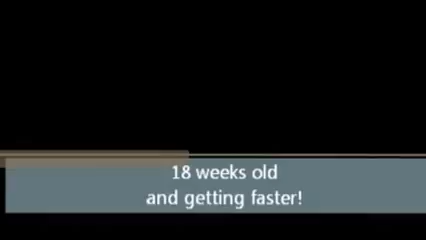 18 weeks old
and getting faster!